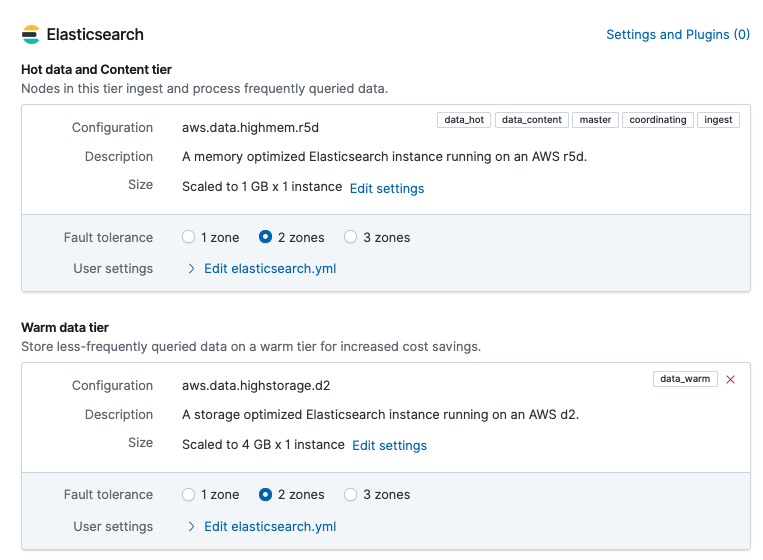 Elasticsearch
Settings and Plugins (0)
Hot data and Content tier
Nodes in this tier ingest and process frequently queried data.
Configuration aws.data.highmem.r5d data_hot data_content master coordinating ingest
Description A memory optimized Elasticsearch instance running on an AWS r5d.
Size Scaled to 1 GB x 1 instance Edit settings
Fault tolerance 1 zone 2 zones 3 zones
User settings Edit elasticsearch.yml
Warm data tier
Store less-frequently queried data on a warm tier for increased cost savings.
Configuration aws.data.highstorage.d2 data_warm
Description A storage optimized Elasticsearch instance running on an AWS d2.
Size Scaled to 4 GB x 1 instance Edit settings
Fault tolerance 1 zone 2 zones 3 zones
User settings Edit elasticsearch.yml